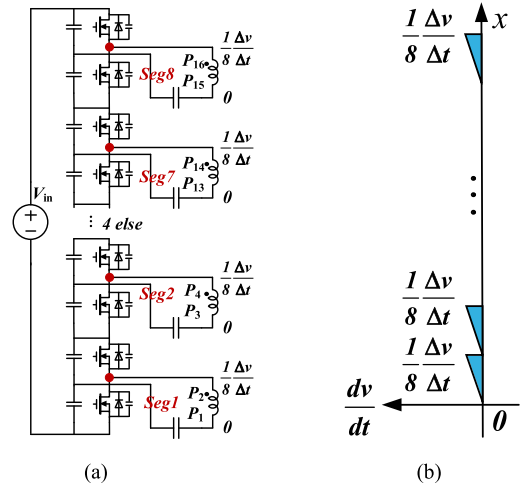 1/8 Δv/Δt
P16
Seg8
P15
0
1/8 Δv/Δt
P14
Seg7
P13
0
Vin
⋮ 4 else
1/8 Δv/Δt
P4
Seg2
P3
0
1/8 Δv/Δt
P2
Seg1
P1
0
(a)
x
1/8 Δv/Δt
⋮
1/8 Δv/Δt
1/8 Δv/Δt
dv/dt
0
(b)